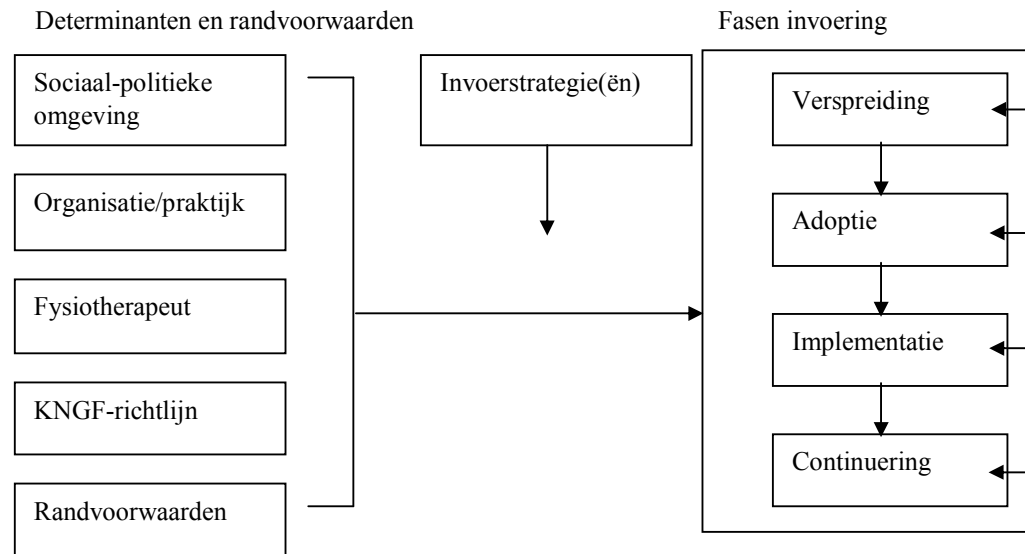 Determinanten en randvoorwaarden
Fasen invoering
Sociaal-politieke
omgeving
Organisatie/praktijk
Fysiotherapeut
KNGF-richtlijn
Randvoorwaarden
Invoerstrategie(ën)
Verspreiding
Adoptie
Implementatie
Continuering